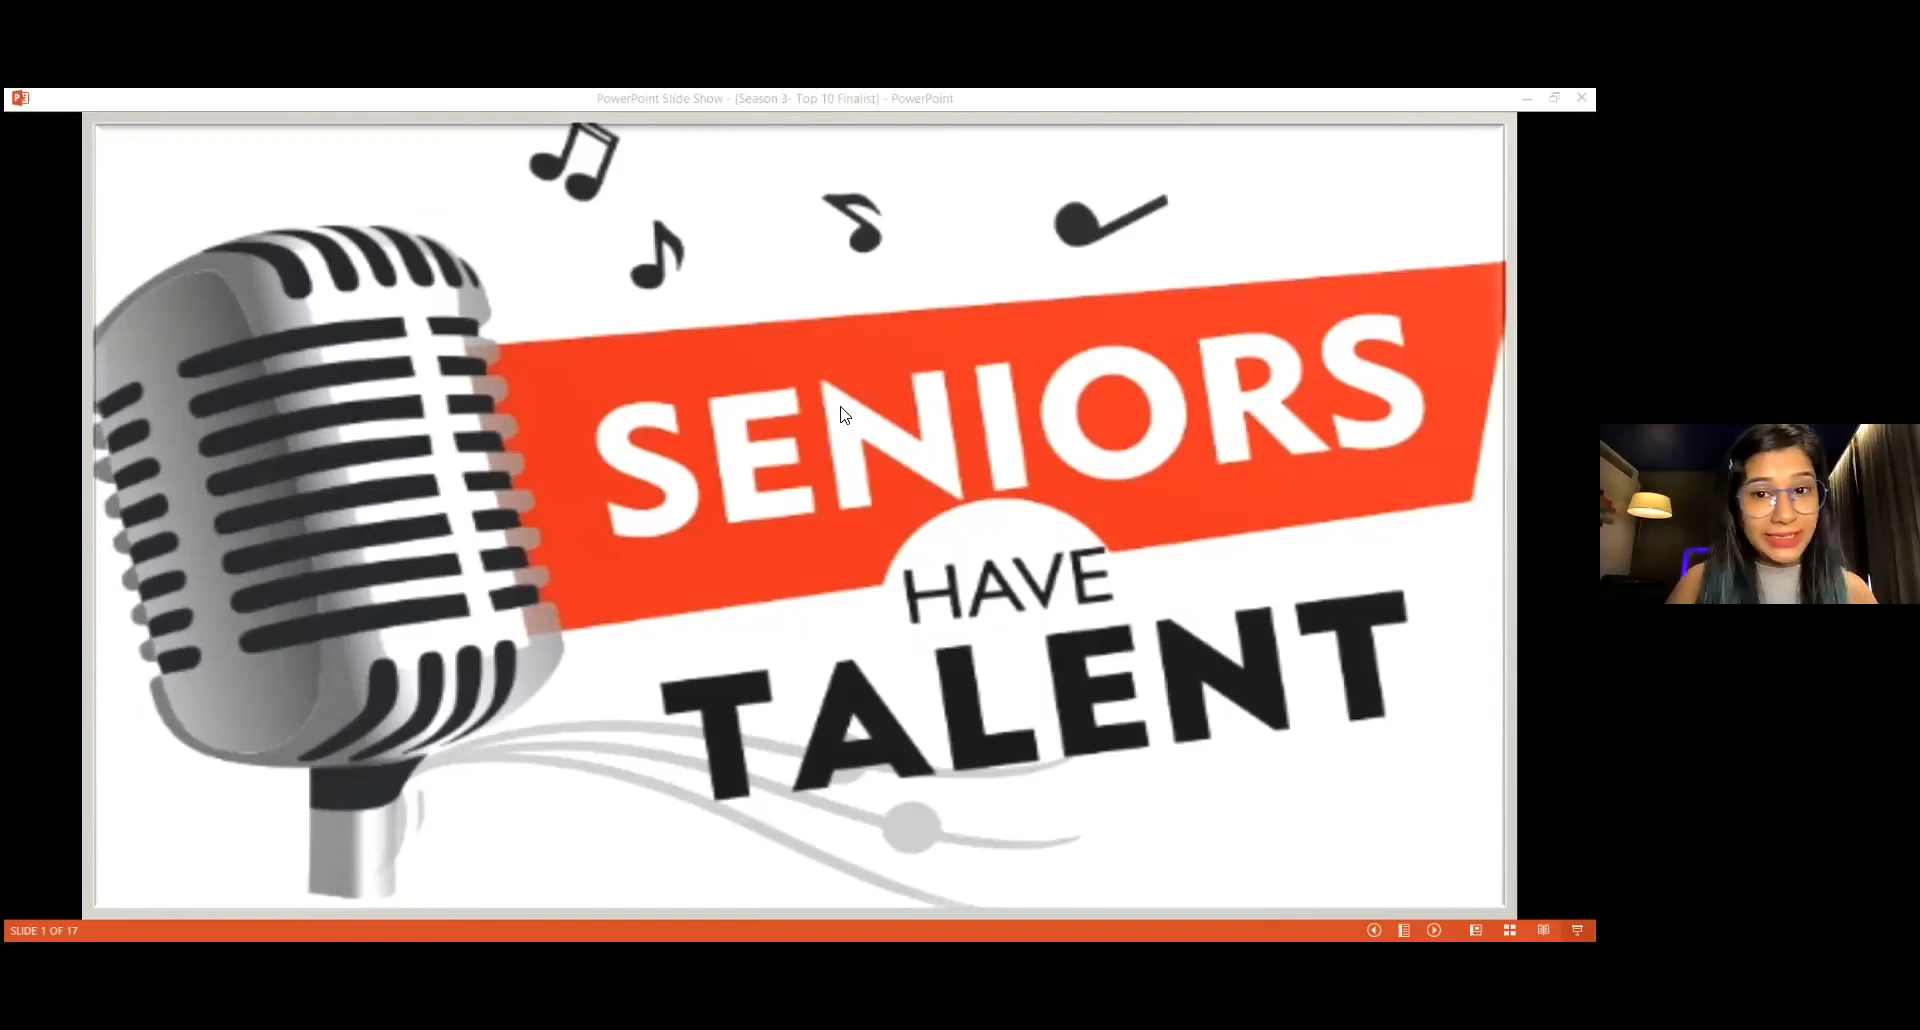 PowerPoint Slide Show - [Season 3- Top 10 Finalist] - PowerPoint
SENIORS
HAVE
TALENT
SLIDE 1 OF 17